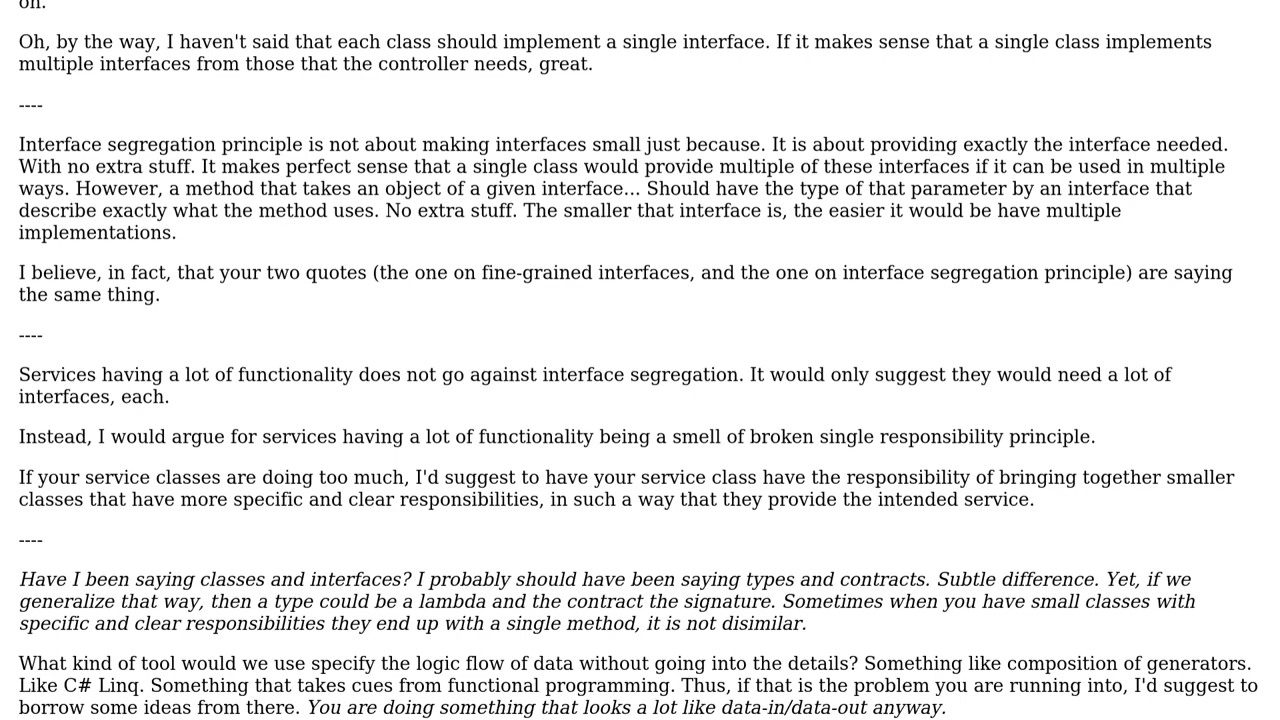 on.
Oh, by the way, I haven't said that each class should implement a single interface. If it makes sense that a single class implements
multiple interfaces from those that the controller needs, great.
----
Interface segregation principle is not about making interfaces small just because. It is about providing exactly the interface needed.
With no extra stuff. It makes perfect sense that a single class would provide multiple of these interfaces if it can be used in multiple
ways. However, a method that takes an object of a given interface... Should have the type of that parameter by an interface that
describe exactly what the method uses. No extra stuff. The smaller that interface is, the easier it would be have multiple
implementations.
I believe, in fact, that your two quotes (the one on fine-grained interfaces, and the one on interface segregation principle) are saying
the same thing.
----
Services having a lot of functionality does not go against interface segregation. It would only suggest they would need a lot of
interfaces, each.
Instead, I would argue for services having a lot of functionality being a smell of broken single responsibility principle.
If your service classes are doing too much, I'd suggest to have your service class have the responsibility of bringing together smaller
classes that have more specific and clear responsibilities, in such a way that they provide the intended service.
----
Have I been saying classes and interfaces? I probably should have been saying types and contracts. Subtle difference. Yet, if we
generalize that way, then a type could be a lambda and the contract the signature. Sometimes when you have small classes with
specific and clear responsibilities they end up with a single method, it is not disimilar.
What kind of tool would we use specify the logic flow of data without going into the details? Something like composition of generators.
Like C# Linq. Something that takes cues from functional programming. Thus, if that is the problem you are running into, I'd suggest to
borrow some ideas from there. You are doing something that looks a lot like data-in/data-out anyway.